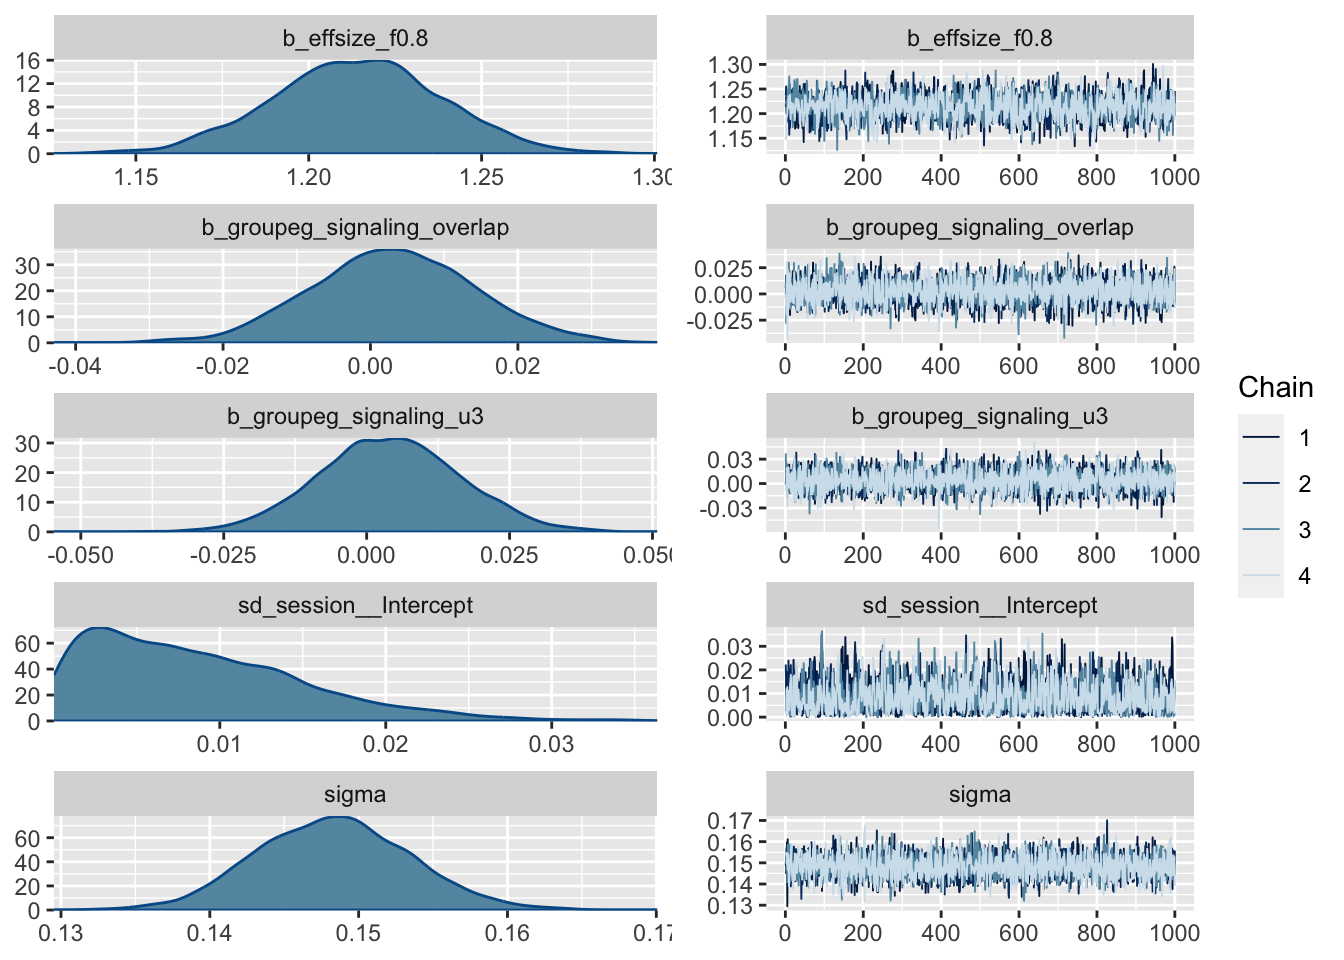 b_effsize_f0.8
16
12
8
4
0
1.15 1.20 1.25 1.30
b_effsize_f0.8
1.30
1.25
1.20
1.15
0 200 400 600 800 1000
b_groupeg_signaling_overlap
30
20
10
0
-0.04 -0.02 0.00 0.02
b_groupeg_signaling_overlap
0.025
0.000
-0.025
0 200 400 600 800 1000
b_groupeg_signaling_u3
30
20
10
0
-0.050 -0.025 0.000 0.025 0.050
b_groupeg_signaling_u3
0.03
0.00
-0.03
0 200 400 600 800 1000
sd_session__Intercept
60
40
20
0
0.01 0.02 0.03
sd_session__Intercept
0.03
0.02
0.01
0.00
0 200 400 600 800 1000
sigma
60
40
20
0
0.13 0.14 0.15 0.16 0.17
sigma
0.17
0.16
0.15
0.14
0.13
0 200 400 600 800 1000
Chain
1
2
3
4